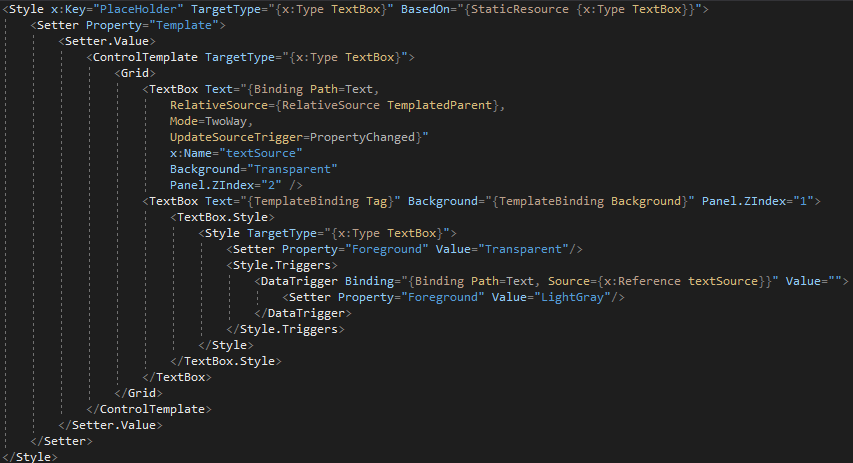 <Style x:Key="PlaceHolder" TargetType="{x:Type TextBox}" BasedOn="{StaticResource {x:Type TextBox}}">
<Setter Property="Template">
<Setter.Value>
<ControlTemplate TargetType="{x:Type TextBox}">
<Grid>
<TextBox Text="{Binding Path=Text,
RelativeSource={RelativeSource TemplatedParent},
Mode=TwoWay,
UpdateSourceTrigger=PropertyChanged}"
x:Name="textSource"
Background="Transparent"
Panel.ZIndex="2" />
<TextBox Text="{TemplateBinding Tag}" Background="{TemplateBinding Background}" Panel.ZIndex="1">
<TextBox.Style>
<Style TargetType="{x:Type TextBox}">
<Setter Property="Foreground" Value="Transparent"/>
<Style.Triggers>
<DataTrigger Binding="{Binding Path=Text, Source={x:Reference textSource}}" Value="">
<Setter Property="Foreground" Value="LightGray"/>
</DataTrigger>
</Style.Triggers>
</Style>
</TextBox.Style>
</TextBox>
</Grid>
</ControlTemplate>
</Setter.Value>
</Setter>
</Style>